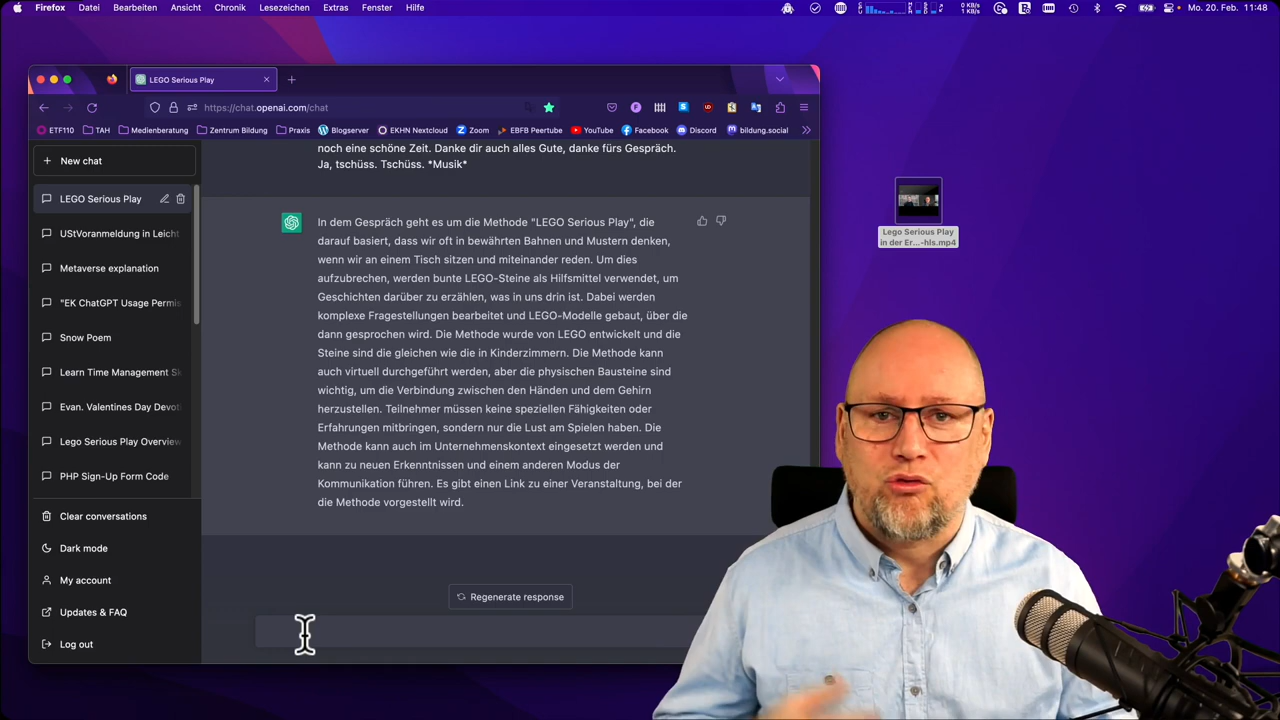 Firefox Ablage Bearbeiten Ansicht Chronik Lesezeichen Extras Fenster Hilfe
0 KB/s
1 KB/s
Mo. 20. Feb. 11:48
LEGO Serious Play
https://chat.openai.com/chat
ETF110 TAH Medienberatung Zentrum Bildung Praxis Blogserver EKHN Nextcloud Zoom EBFB Peertube YouTube Facebook Discord bildung.social
New chat
LEGO Serious Play
UStVoranmeldung in Leicht
Metaverse explanation
"EK ChatGPT Usage Permis
Snow Poem
Learn Time Management Sk
Evan. Valentines Day Devot
Lego Serious Play Overview
PHP Sign-Up Form Code
Clear conversations
Dark mode
My account
Updates & FAQ
Log out
noch eine schöne Zeit. Danke dir auch alles Gute, danke fürs Gespräch.
Ja, tschüss. Tschüss. *Musik*
In dem Gespräch geht es um die Methode "LEGO Serious Play", die
darauf basiert, dass wir oft in bewährten Bahnen und Mustern denken,
wenn wir an einem Tisch sitzen und miteinander reden. Um dies
aufzubrechen, werden bunte LEGO-Steine als Hilfsmittel verwendet, um
Geschichten darüber zu erzählen, was in uns drin ist. Dabei werden
komplexe Fragestellungen bearbeitet und LEGO-Modelle gebaut, über die
dann gesprochen wird. Die Methode wurde von LEGO entwickelt und die
Steine sind die gleichen wie die in Kinderzimmern. Die Methode kann
auch virtuell durchgeführt werden, aber die physischen Bausteine sind
wichtig, um die Verbindung zwischen den Händen und dem Gehirn
herzustellen. Teilnehmer müssen keine speziellen Fähigkeiten oder
Erfahrungen mitbringen, sondern nur die Lust am Spielen haben. Die
Methode kann auch im Unternehmenskontext eingesetzt werden und
kann zu neuen Erkenntnissen und einem anderen Modus der
Kommunikation führen. Es gibt einen Link zu einer Veranstaltung, bei der
die Methode vorgestellt wird.
Regenerate response
Lego Serious Play
in der Er...-hls.mp4